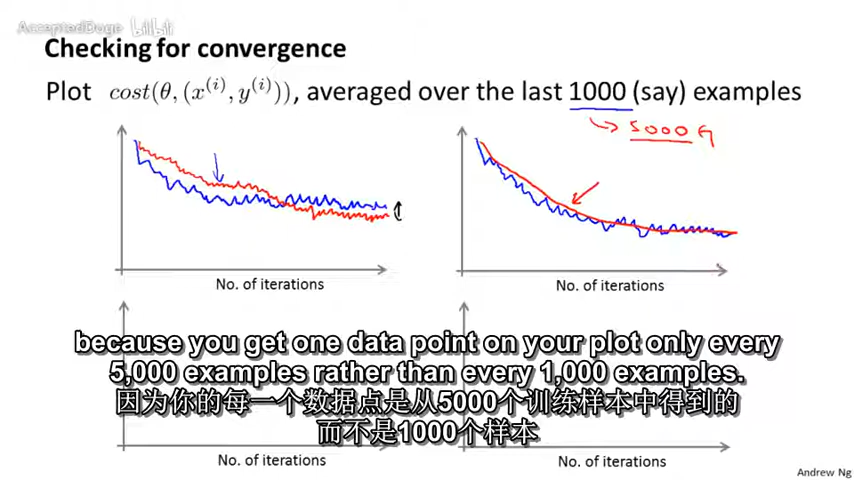 AcceptedDoge bilibili
Checking for convergence
Plot cost(θ, (x^{(i)}, y^{(i)})), averaged over the last 1000 (say) examples
→ 5000
No. of iterations
No. of iterations
because you get one data point on your plot only every
5,000 examples rather than every 1,000 examples.
因为你的每一个数据点是从5000个训练样本中得到的
而不是1000个样本
No. of iterations
No. of iterations
Andrew Ng